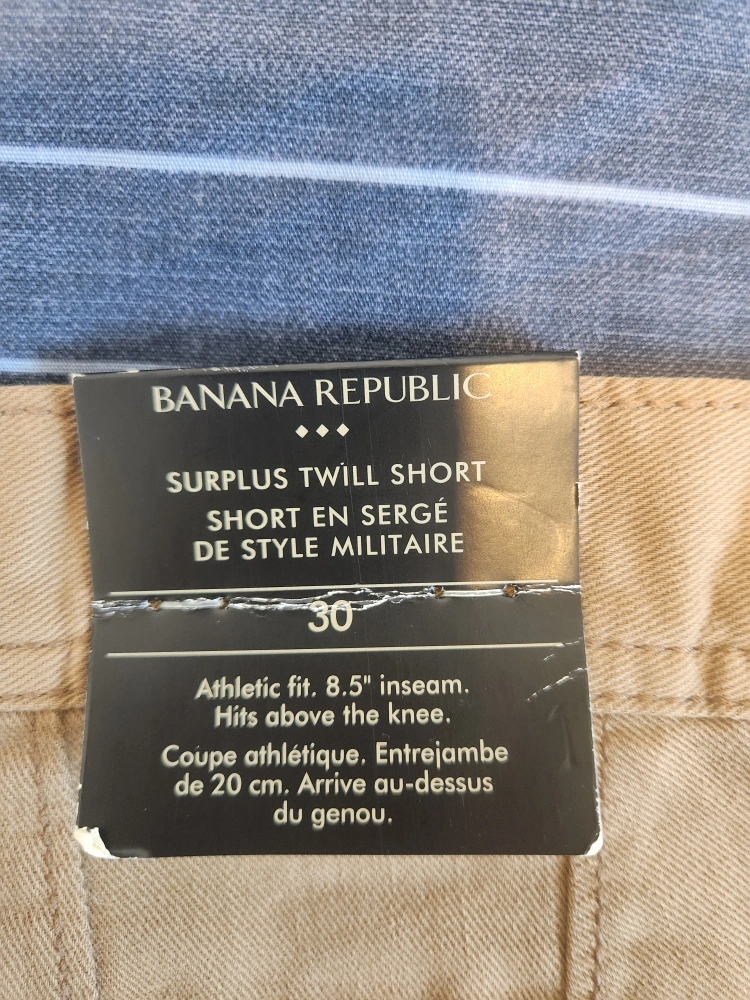 BANANA REPUBLIC
SURPLUS TWILL SHORT
SHORT EN SERGÉ
DE STYLE MILITAIRE
30
Athletic fit. 8.5" inseam.
Hits above the knee.
Coupe athlétique. Entrejambe
de 20 cm. Arrive au-dessus
du genou.